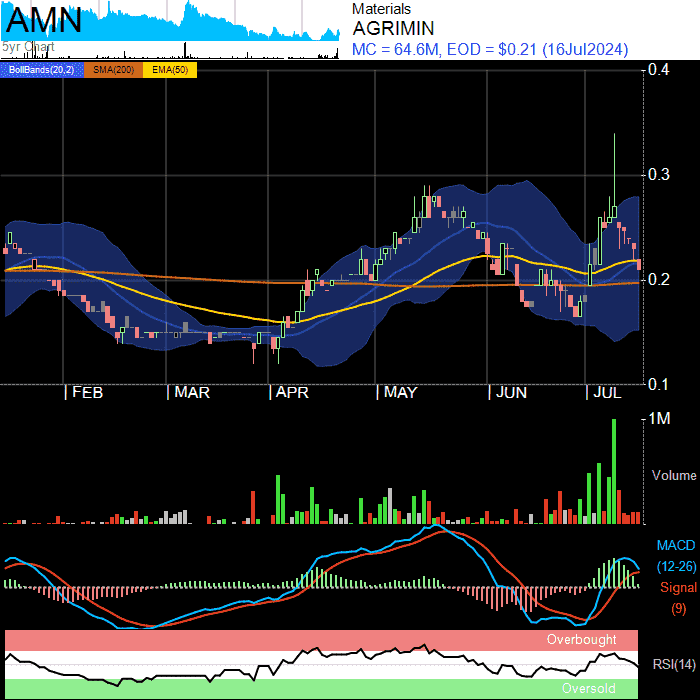 AMN
5yr Chart
Materials
AGRIMIN
MC = 64.6M, EOD = $0.21 (16Jul2024)
BollBands(20,2) SMA(200) EMA(50)
0.4
0.3
0.2
0.1
FEB MAR APR MAY JUN JUL
1M
Volume
MACD
(12-26)
Signal
(9)
Overbought
RSI(14)
Oversold